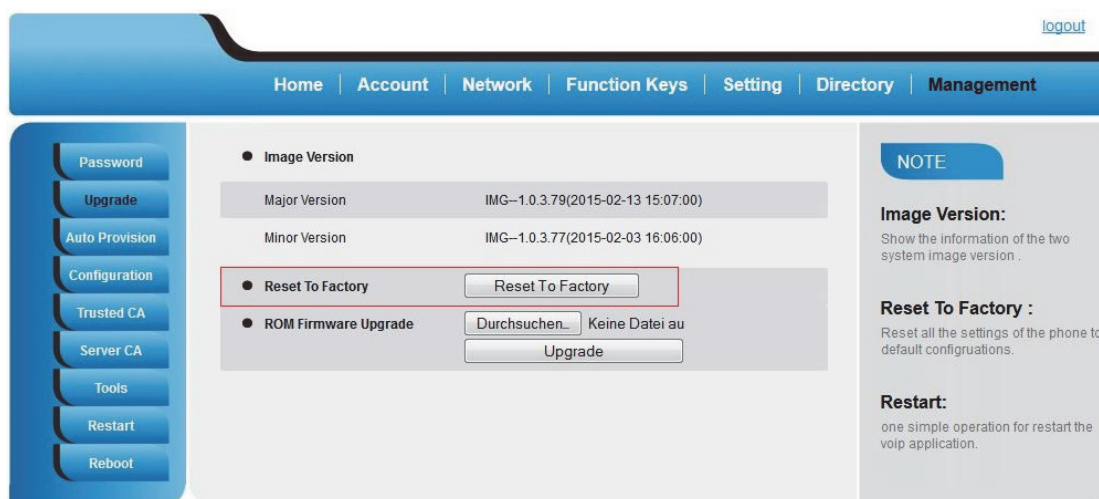 logout
Home | Account | Network | Function Keys | Setting | Directory | Management
Password
Upgrade
Auto Provision
Configuration
Trusted CA
Server CA
Tools
Restart
Reboot
Image Version
Major Version IMG--1.0.3.79(2015-02-13 15:07:00)
Minor Version IMG--1.0.3.77(2015-02-03 16:06:00)
Reset To Factory Reset To Factory
ROM Firmware Upgrade Durchsuchen... Keine Datei au
Upgrade
NOTE
Image Version:
Show the information of the two
system image version .
Reset To Factory :
Reset all the settings of the phone to
default configruations.
Restart:
one simple operation for restart the
voip application.